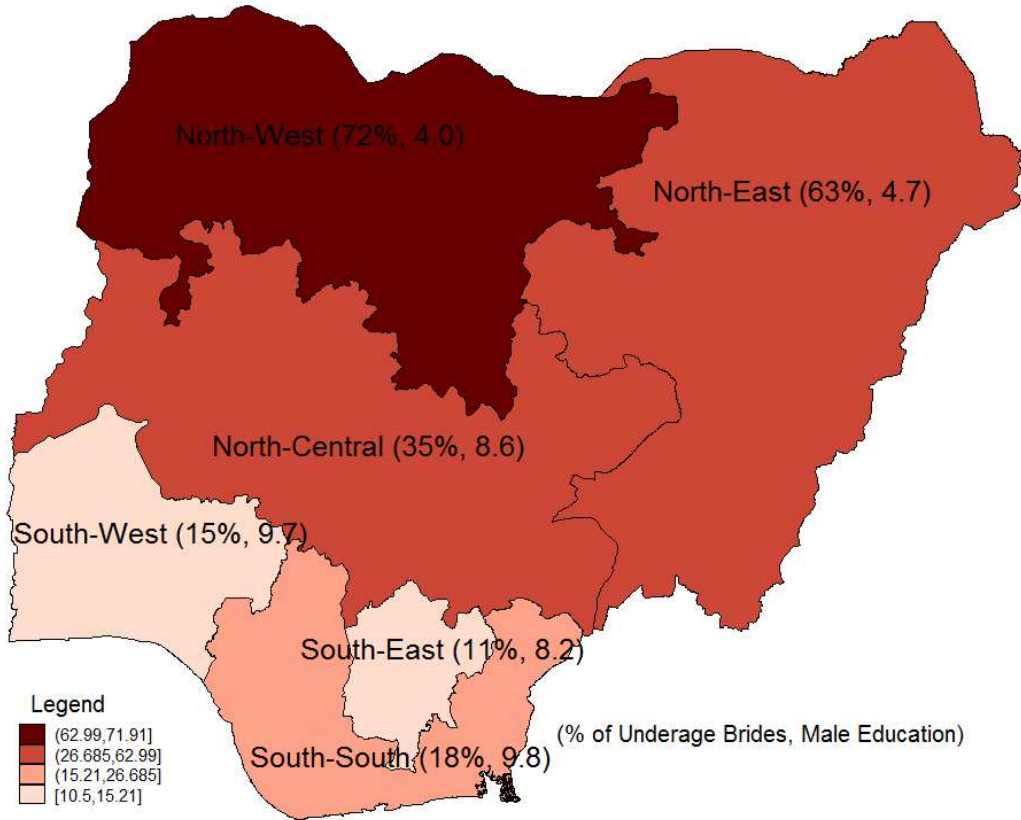 North-West (72%, 4.0)
North-East (63%, 4.7)
North-Central (35%, 8.6)
South-West (15%, 9.7)
South-East (11%, 8.2)
South-South (18%, 9.8)
(% of Underage Brides, Male Education)
Legend
(62.99,71.91]
(26.685,62.99]
(15.21,26.685]
[10.5,15.21]